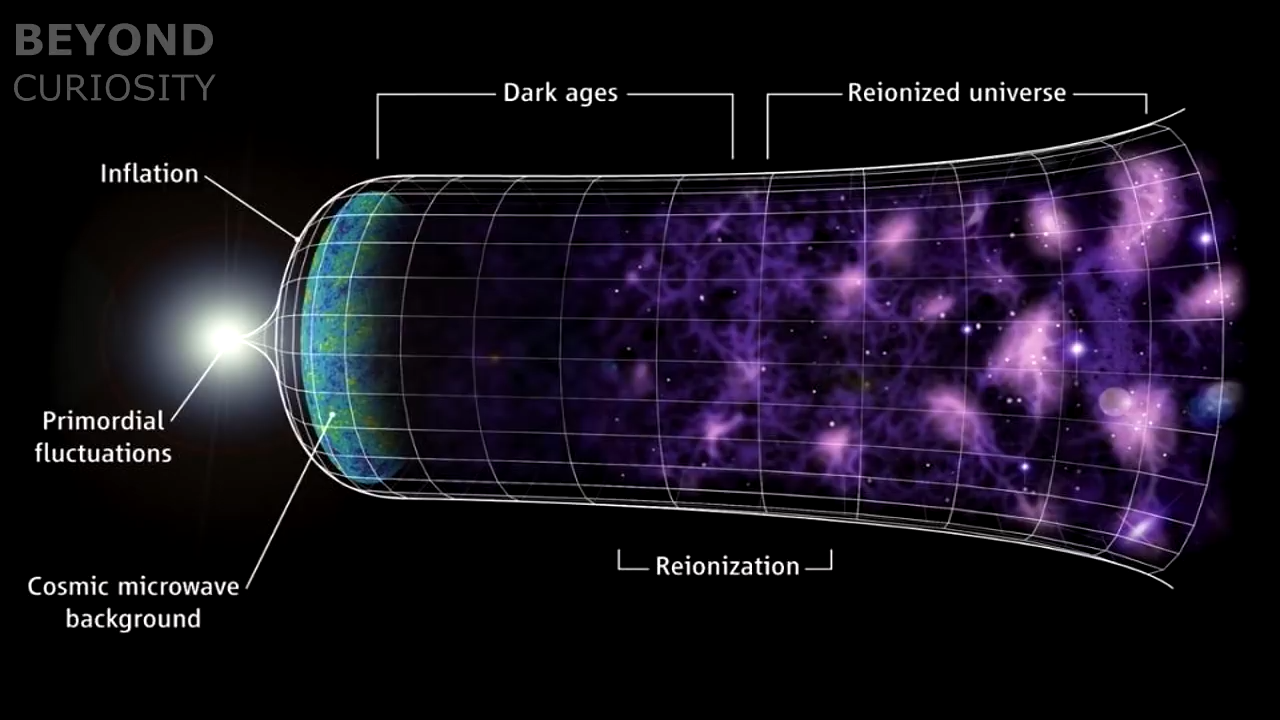 BEYOND
CURIOSITY
Dark ages
Reionized universe
Inflation
Primordial
fluctuations
Reionization
Cosmic microwave
background